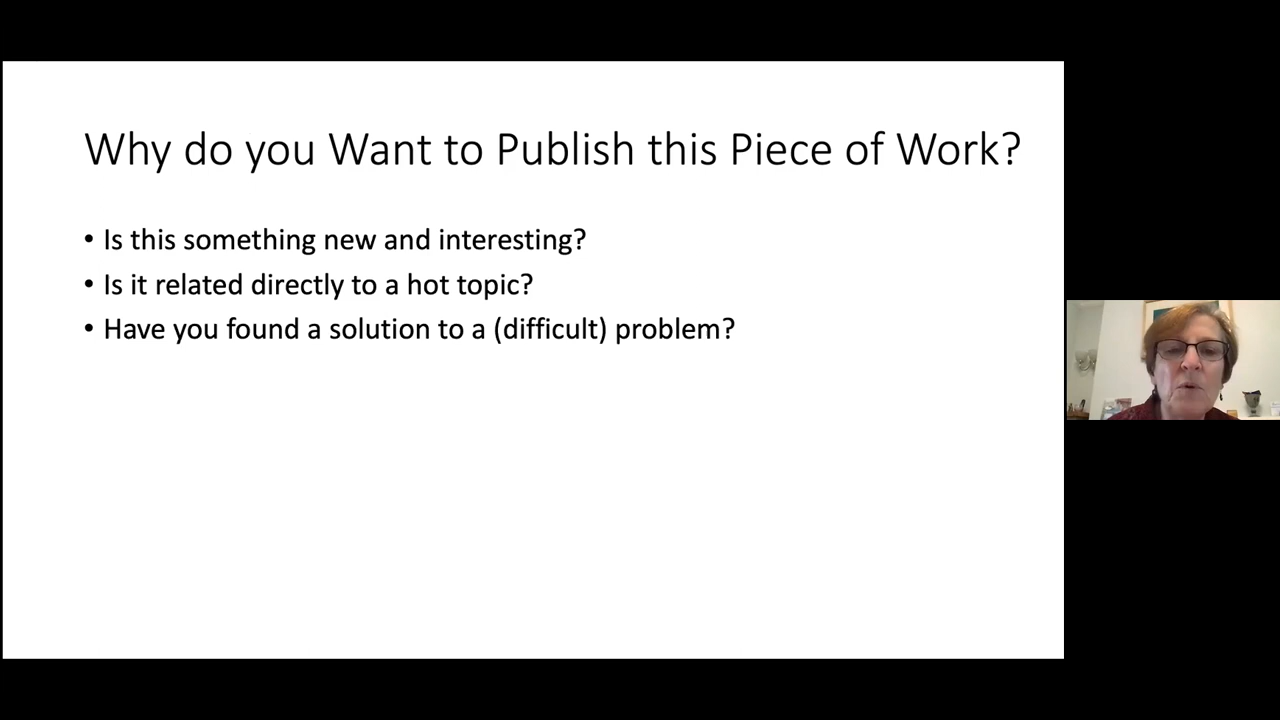 Why do you Want to Publish this Piece of Work?
• Is this something new and interesting?
• Is it related directly to a hot topic?
• Have you found a solution to a (difficult) problem?